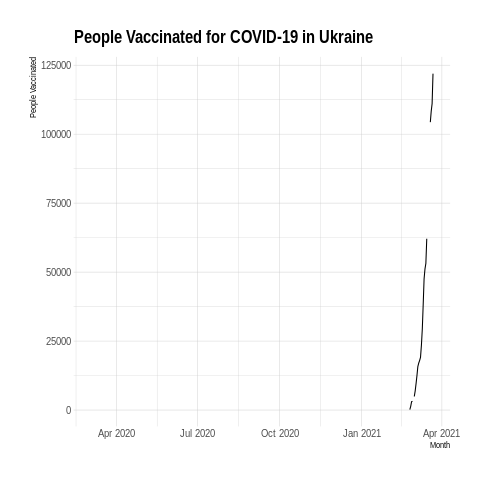 People Vaccinated for COVID-19 in Ukraine
People Vaccinated
125000
100000
75000
50000
25000
0
Apr 2020 Jul 2020 Oct 2020 Jan 2021 Apr 2021
Month